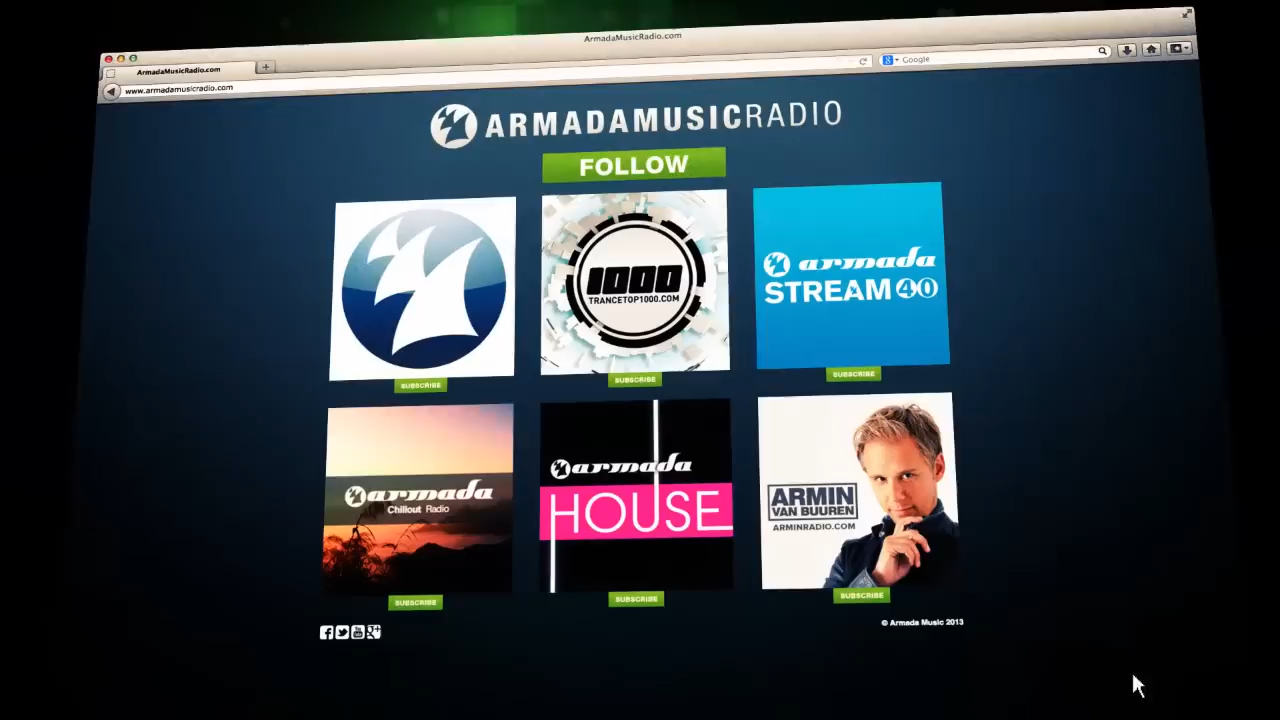 ArmadaMusicRadio.com
ArmadaMusicRadio.com
www.armadamusicradio.com
Google
ARMADAMUSICRADIO
FOLLOW
1000
TRANCETOP1000.COM
armada
STREAM 40
SUBSCRIBE
SUBSCRIBE
SUBSCRIBE
armada
Chillout Radio
armada
HOUSE
ARMIN
VAN BUUREN
ARMINRADIO.COM
SUBSCRIBE
SUBSCRIBE
SUBSCRIBE
© Armada Music 2013